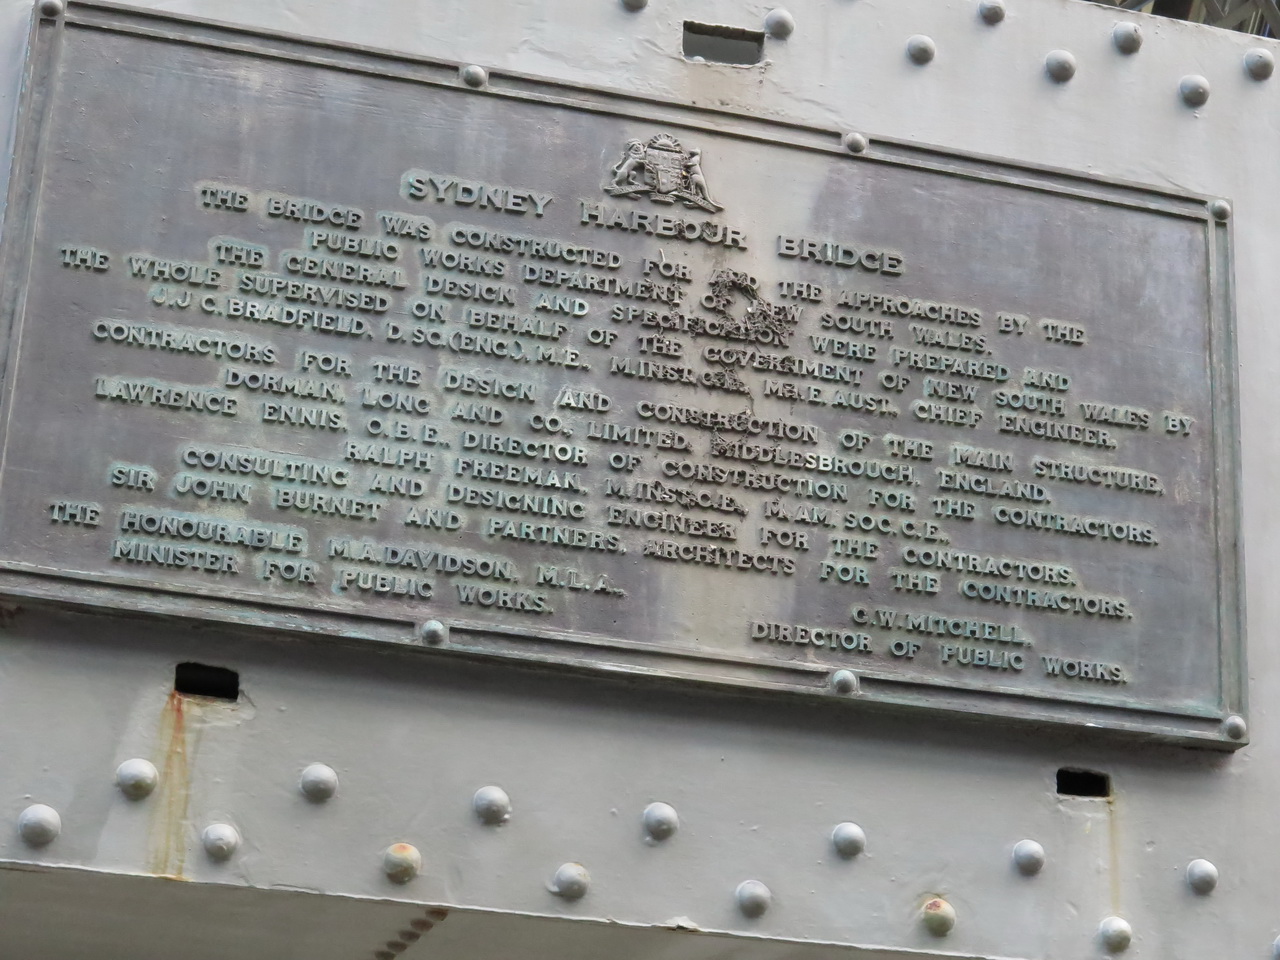 SYDNEY HARBOUR BRIDGE
THE BRIDGE WAS CONSTRUCTED FOR AND THE APPROACHES BY THE
PUBLIC WORKS DEPARTMENT OF NEW SOUTH WALES.
THE GENERAL DESIGN AND SPECIFICATION WERE PREPARED AND
THE WHOLE SUPERVISED ON BEHALF OF THE GOVERNMENT OF NEW SOUTH WALES BY
J.J.C. BRADFIELD, D.SC.(ENG.), M.E., M.INST.C.E., M.I.E.AUST., CHIEF ENGINEER.
CONTRACTORS FOR THE DESIGN AND CONSTRUCTION OF THE MAIN STRUCTURE,
DORMAN, LONG AND CO., LIMITED, MIDDLESBROUGH, ENGLAND.
LAWRENCE ENNIS, O.B.E., DIRECTOR OF CONSTRUCTION FOR THE CONTRACTORS.
RALPH FREEMAN, M.INST.C.E., M.AM.SOC.C.E.
CONSULTING AND DESIGNING ENGINEER FOR THE CONTRACTORS.
SIR JOHN BURNET AND PARTNERS, ARCHITECTS FOR THE CONTRACTORS.
THE HONOURABLE M.A. DAVIDSON, M.L.A.,
MINISTER FOR PUBLIC WORKS.
G.W. MITCHELL,
DIRECTOR OF PUBLIC WORKS.